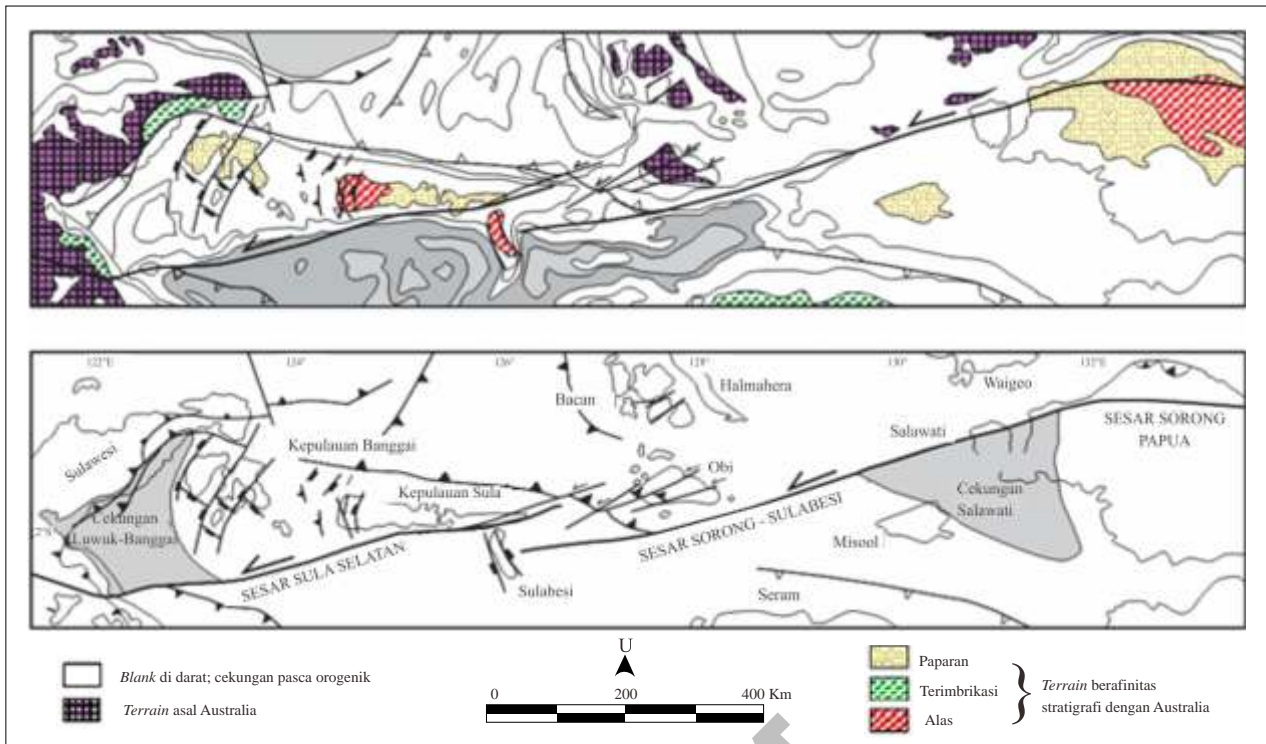 122°E 124° 126° 128° 130° 132°E
Halmahera
Waigeo
Bacan
SESAR SORONG
PAPUA
Salawati
Kepulauan Banggai
Sulawesi
Obi
Kepulauan Sula
Cekungan
Salawati
Cekungan
(Luwuk-Banggai
SESAR SORONG - SULABESI
Misool
SESAR SULA SELATAN
Sulabesi
Seram
U
Blank di darat; cekungan pasca orogenik
Terrain asal Australia
0 200 400 Km
Paparan
Terimbrikasi
Alas
Terrain berafinitas
stratigrafi dengan Australia